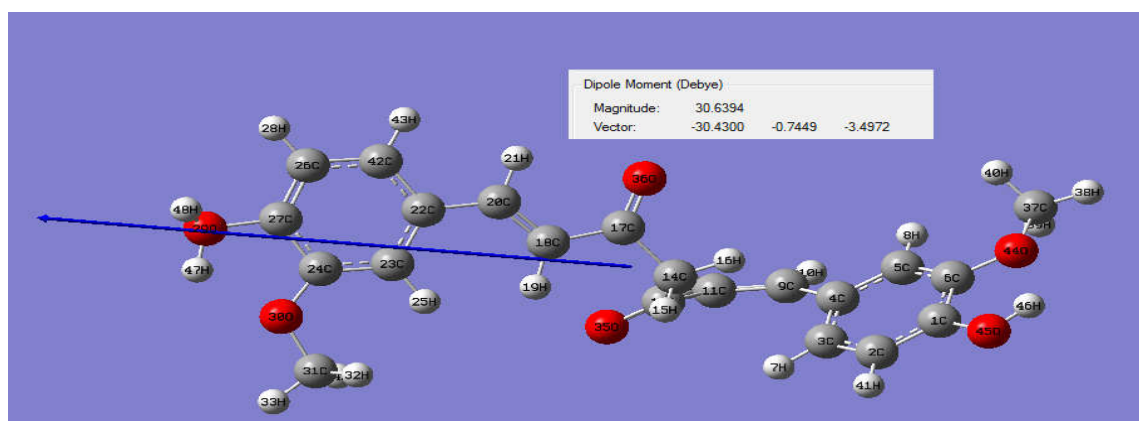 Dipole Moment (Debye)
Magnitude: 30.6394
Vector: -30.4300 -0.7449 -3.4972
43H
28H
21H
26C
42C
36O
40H
48H
20C
37C
38H
27C
22C
17C
8H
18C
44O
24C
23C
16H
5C
14C
6C
47H
19H
11C
9C
4C
25H
15H
46H
30O
35O
1C
45O
3C
2C
7H
31C
32H
41H
33H